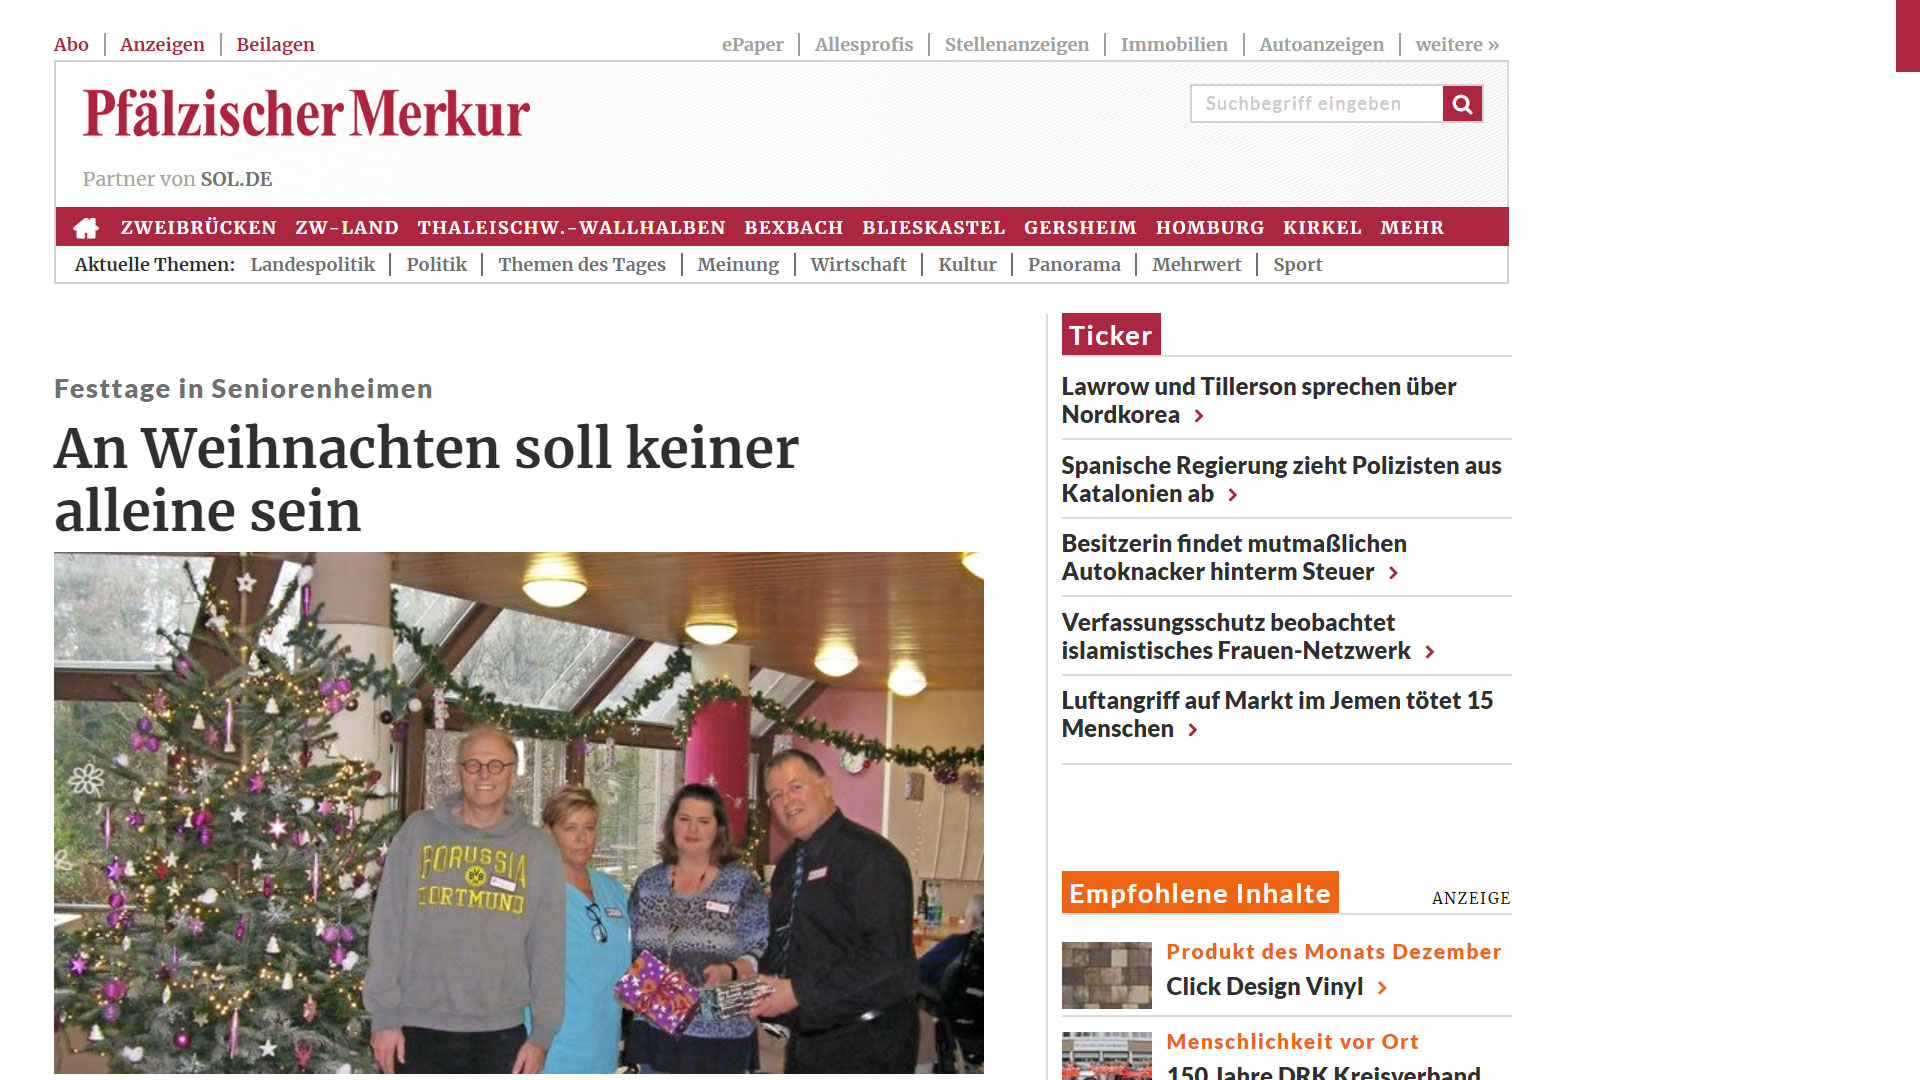 Abo
Anzeigen
Beilagen
ePaper
Allesprofis
Stellenanzeigen
Immobilien
Autoanzeigen
weitere »
Pfälzischer Merkur
Suchbegriff eingeben
Partner von SOL.DE
ZWEIBRÜCKEN
ZW-LAND
THALEISCHW.-WALLHALBEN
BEXBACH
BLIESKASTEL
GERSHEIM
HOMBURG
KIRKEL
MEHR
Aktuelle Themen:
Landespolitik
Politik
Themen des Tages
Meinung
Wirtschaft
Kultur
Panorama
Mehrwert
Sport
Festtage in Seniorenheimen
An Weihnachten soll keiner
alleine sein
BORUSSIA
BVB
DORTMUND
Ticker
Lawrow und Tillerson sprechen über
Nordkorea
Spanische Regierung zieht Polizisten aus
Katalonien ab
Besitzerin findet mutmaßlichen
Autoknacker hinterm Steuer
Verfassungsschutz beobachtet
islamistisches Frauen-Netzwerk
Luftangriff auf Markt im Jemen tötet 15
Menschen
Empfohlene Inhalte
ANZEIGE
Produkt des Monats Dezember
Click Design Vinyl
Menschlichkeit vor Ort
150 Jahre DRK Kreisverband